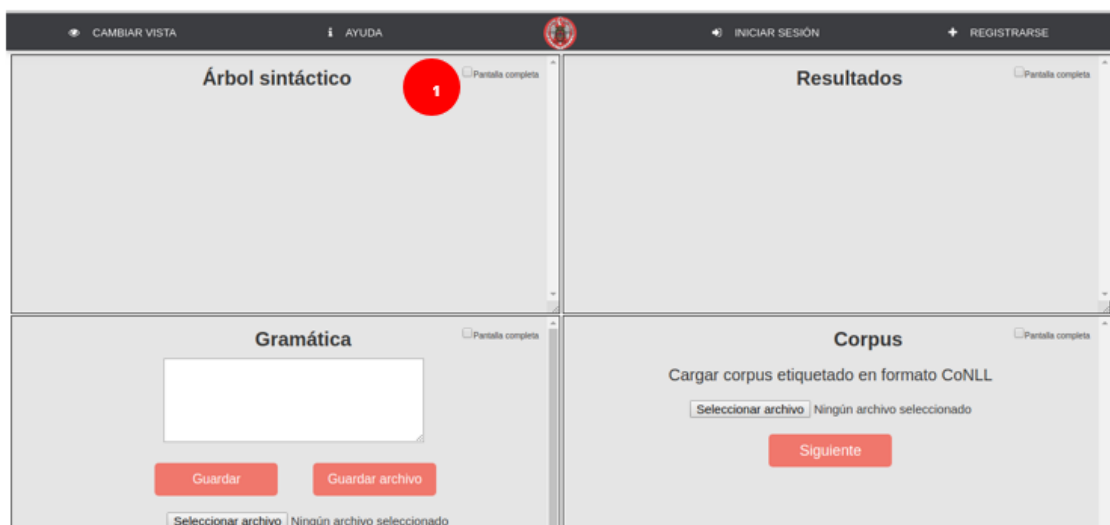 CAMBIAR VISTA
AYUDA
INICIAR SESIÓN
REGISTRARSE
Árbol sintáctico
1
Pantalla completa
Resultados
Pantalla completa
Gramática
Pantalla completa
Guardar
Guardar archivo
Seleccionar archivo Ningún archivo seleccionado
Corpus
Pantalla completa
Cargar corpus etiquetado en formato CoNLL
Seleccionar archivo Ningún archivo seleccionado
Siguiente